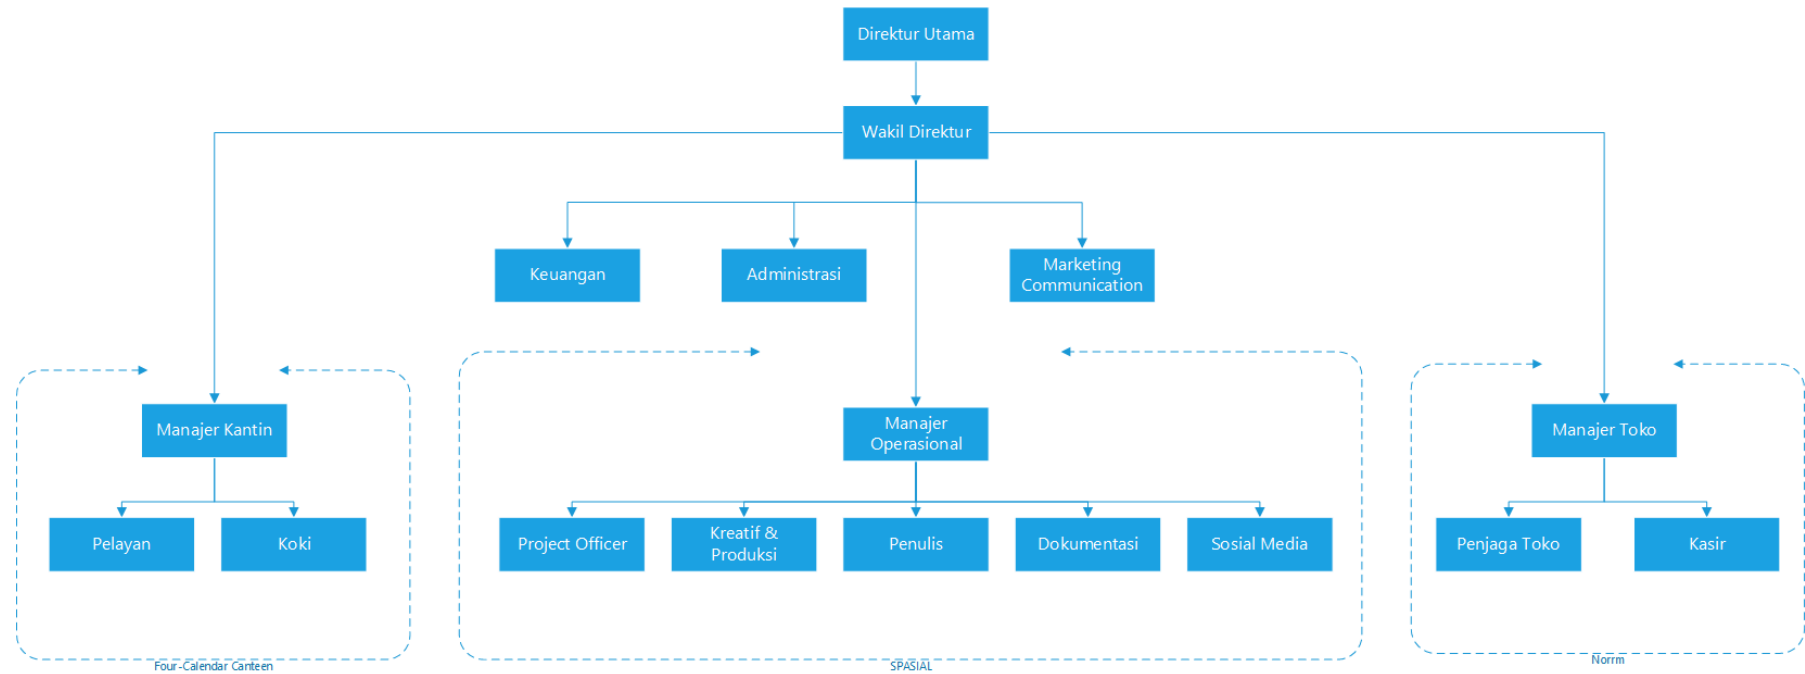 Direktur Utama
Wakil Direktur
Keuangan
Administrasi
Marketing
Communication
Manajer Kantin
Manajer
Operasional
Manajer Toko
Pelayan
Koki
Project Officer
Kreatif &
Produksi
Penulis
Dokumentasi
Sosial Media
Penjaga Toko
Kasir
Four-Calendar Canteen
SPASIAL
Norrm